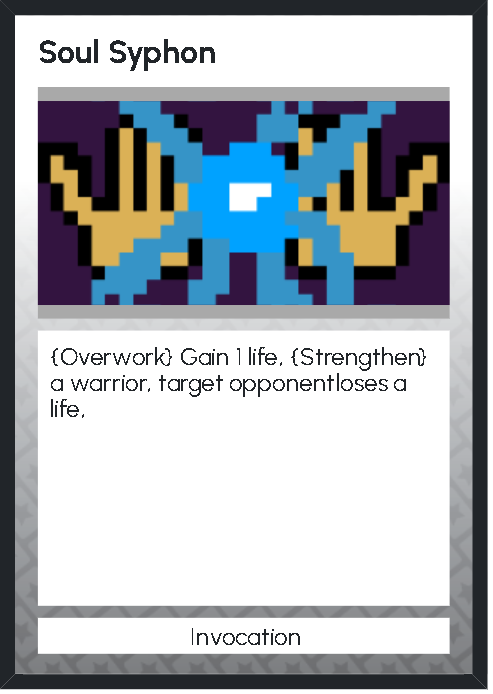 Soul Syphon
{Overwork} Gain 1 life, {Strengthen}
a warrior, target opponentloses a
life,
Invocation